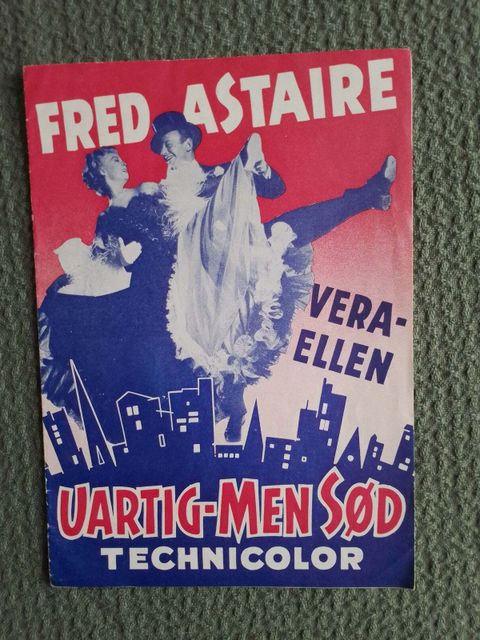 FRED ASTAIRE
VERA-
ELLEN
UARTIG-MEN SØD
TECHNICOLOR